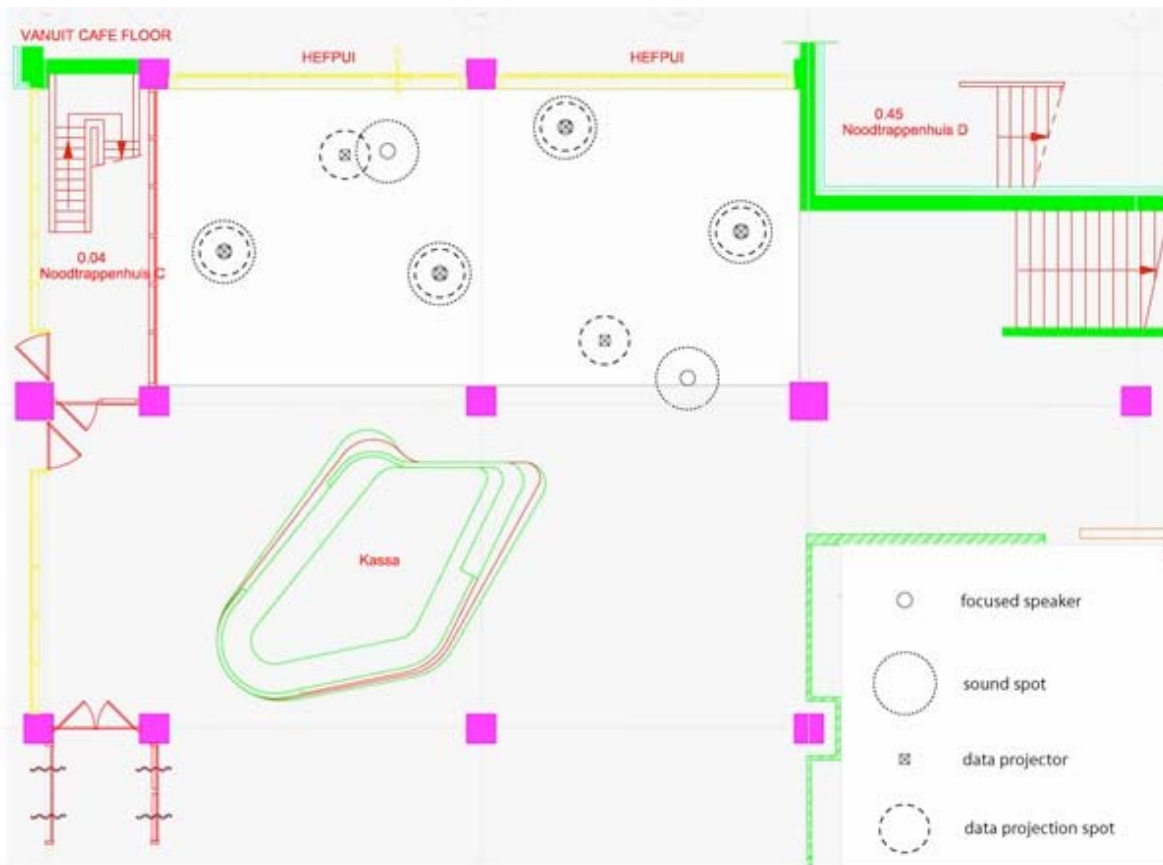 VANUIT CAFE FLOOR
HEFPUI
HEFPUI
0.45
Noodtrappenhuis D
0.04
Noodtrappenhuis C
Kassa
focused speaker
sound spot
data projector
data projection spot